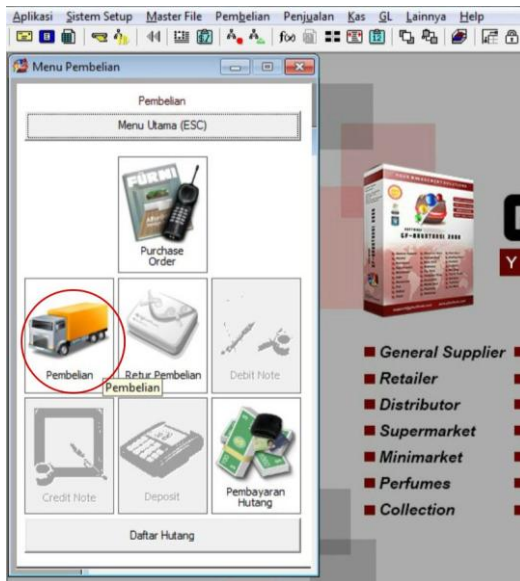 Aplikasi Sistem Setup Master File Pembelian Penjualan Kas GL Lainnya Help
f(x)
Menu Pembelian
Pembelian
Menu Utama (ESC)
FURNI
Purchase
Order
Pembelian
Retur Pembelian
Debit Note
Pembelian
Credit Note
Deposit
Pembayaran
Hutang
Daftar Hutang
Y
General Supplier
Retailer
Distributor
Supermarket
Minimarket
Perfumes
Collection